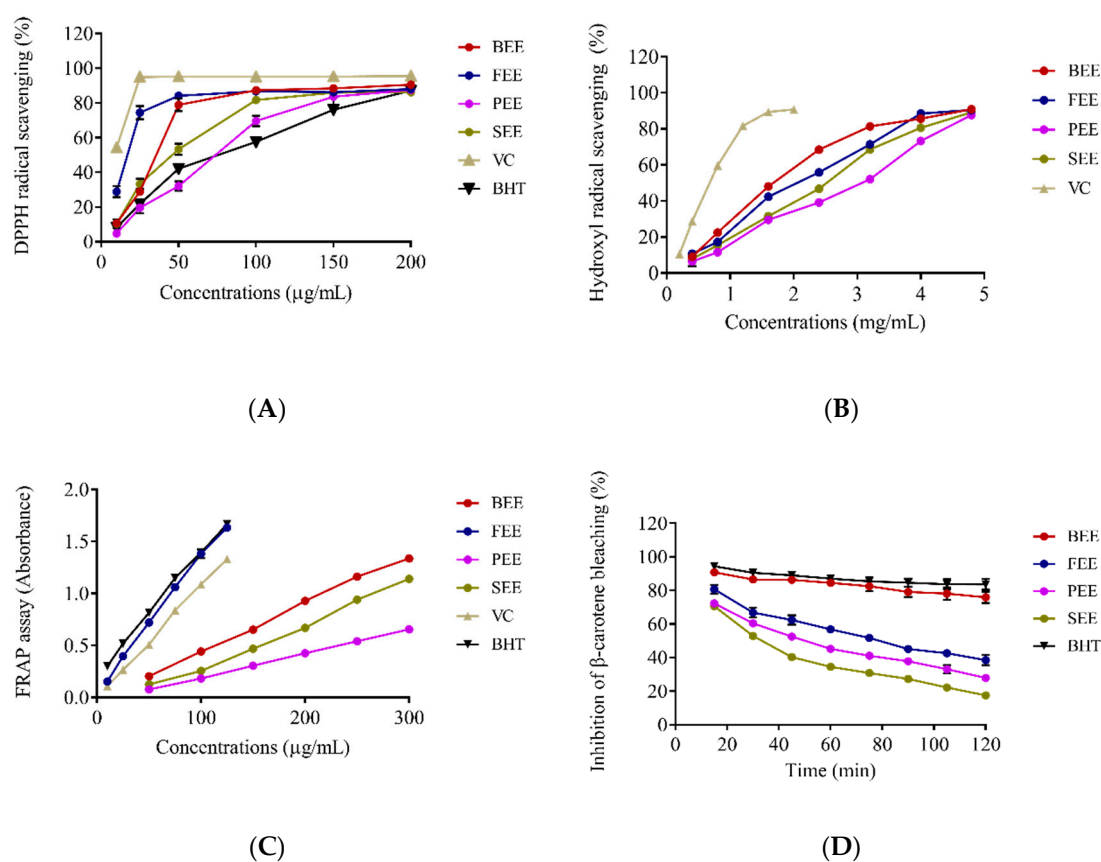 DPPH radical scavenging (%)
120
100
80
60
40
20
0
50
100
150
200
Concentrations (µg/mL)
BEE
FEE
PEE
SEE
VC
BHT
(A)
Hydroxyl radical scavenging (%)
120
100
80
60
40
20
0
0
1
2
3
4
5
Concentrations (mg/mL)
BEE
FEE
PEE
SEE
VC
(B)
FRAP assay (Absorbance)
2.0
1.5
1.0
0.5
0.0
0
100
200
300
Concentrations (µg/mL)
BEE
FEE
PEE
SEE
VC
BHT
(C)
Inhibition of β-carotene bleaching (%)
120
100
80
60
40
20
0
0
20
40
60
80
100
120
Time (min)
BEE
FEE
PEE
SEE
BHT
(D)